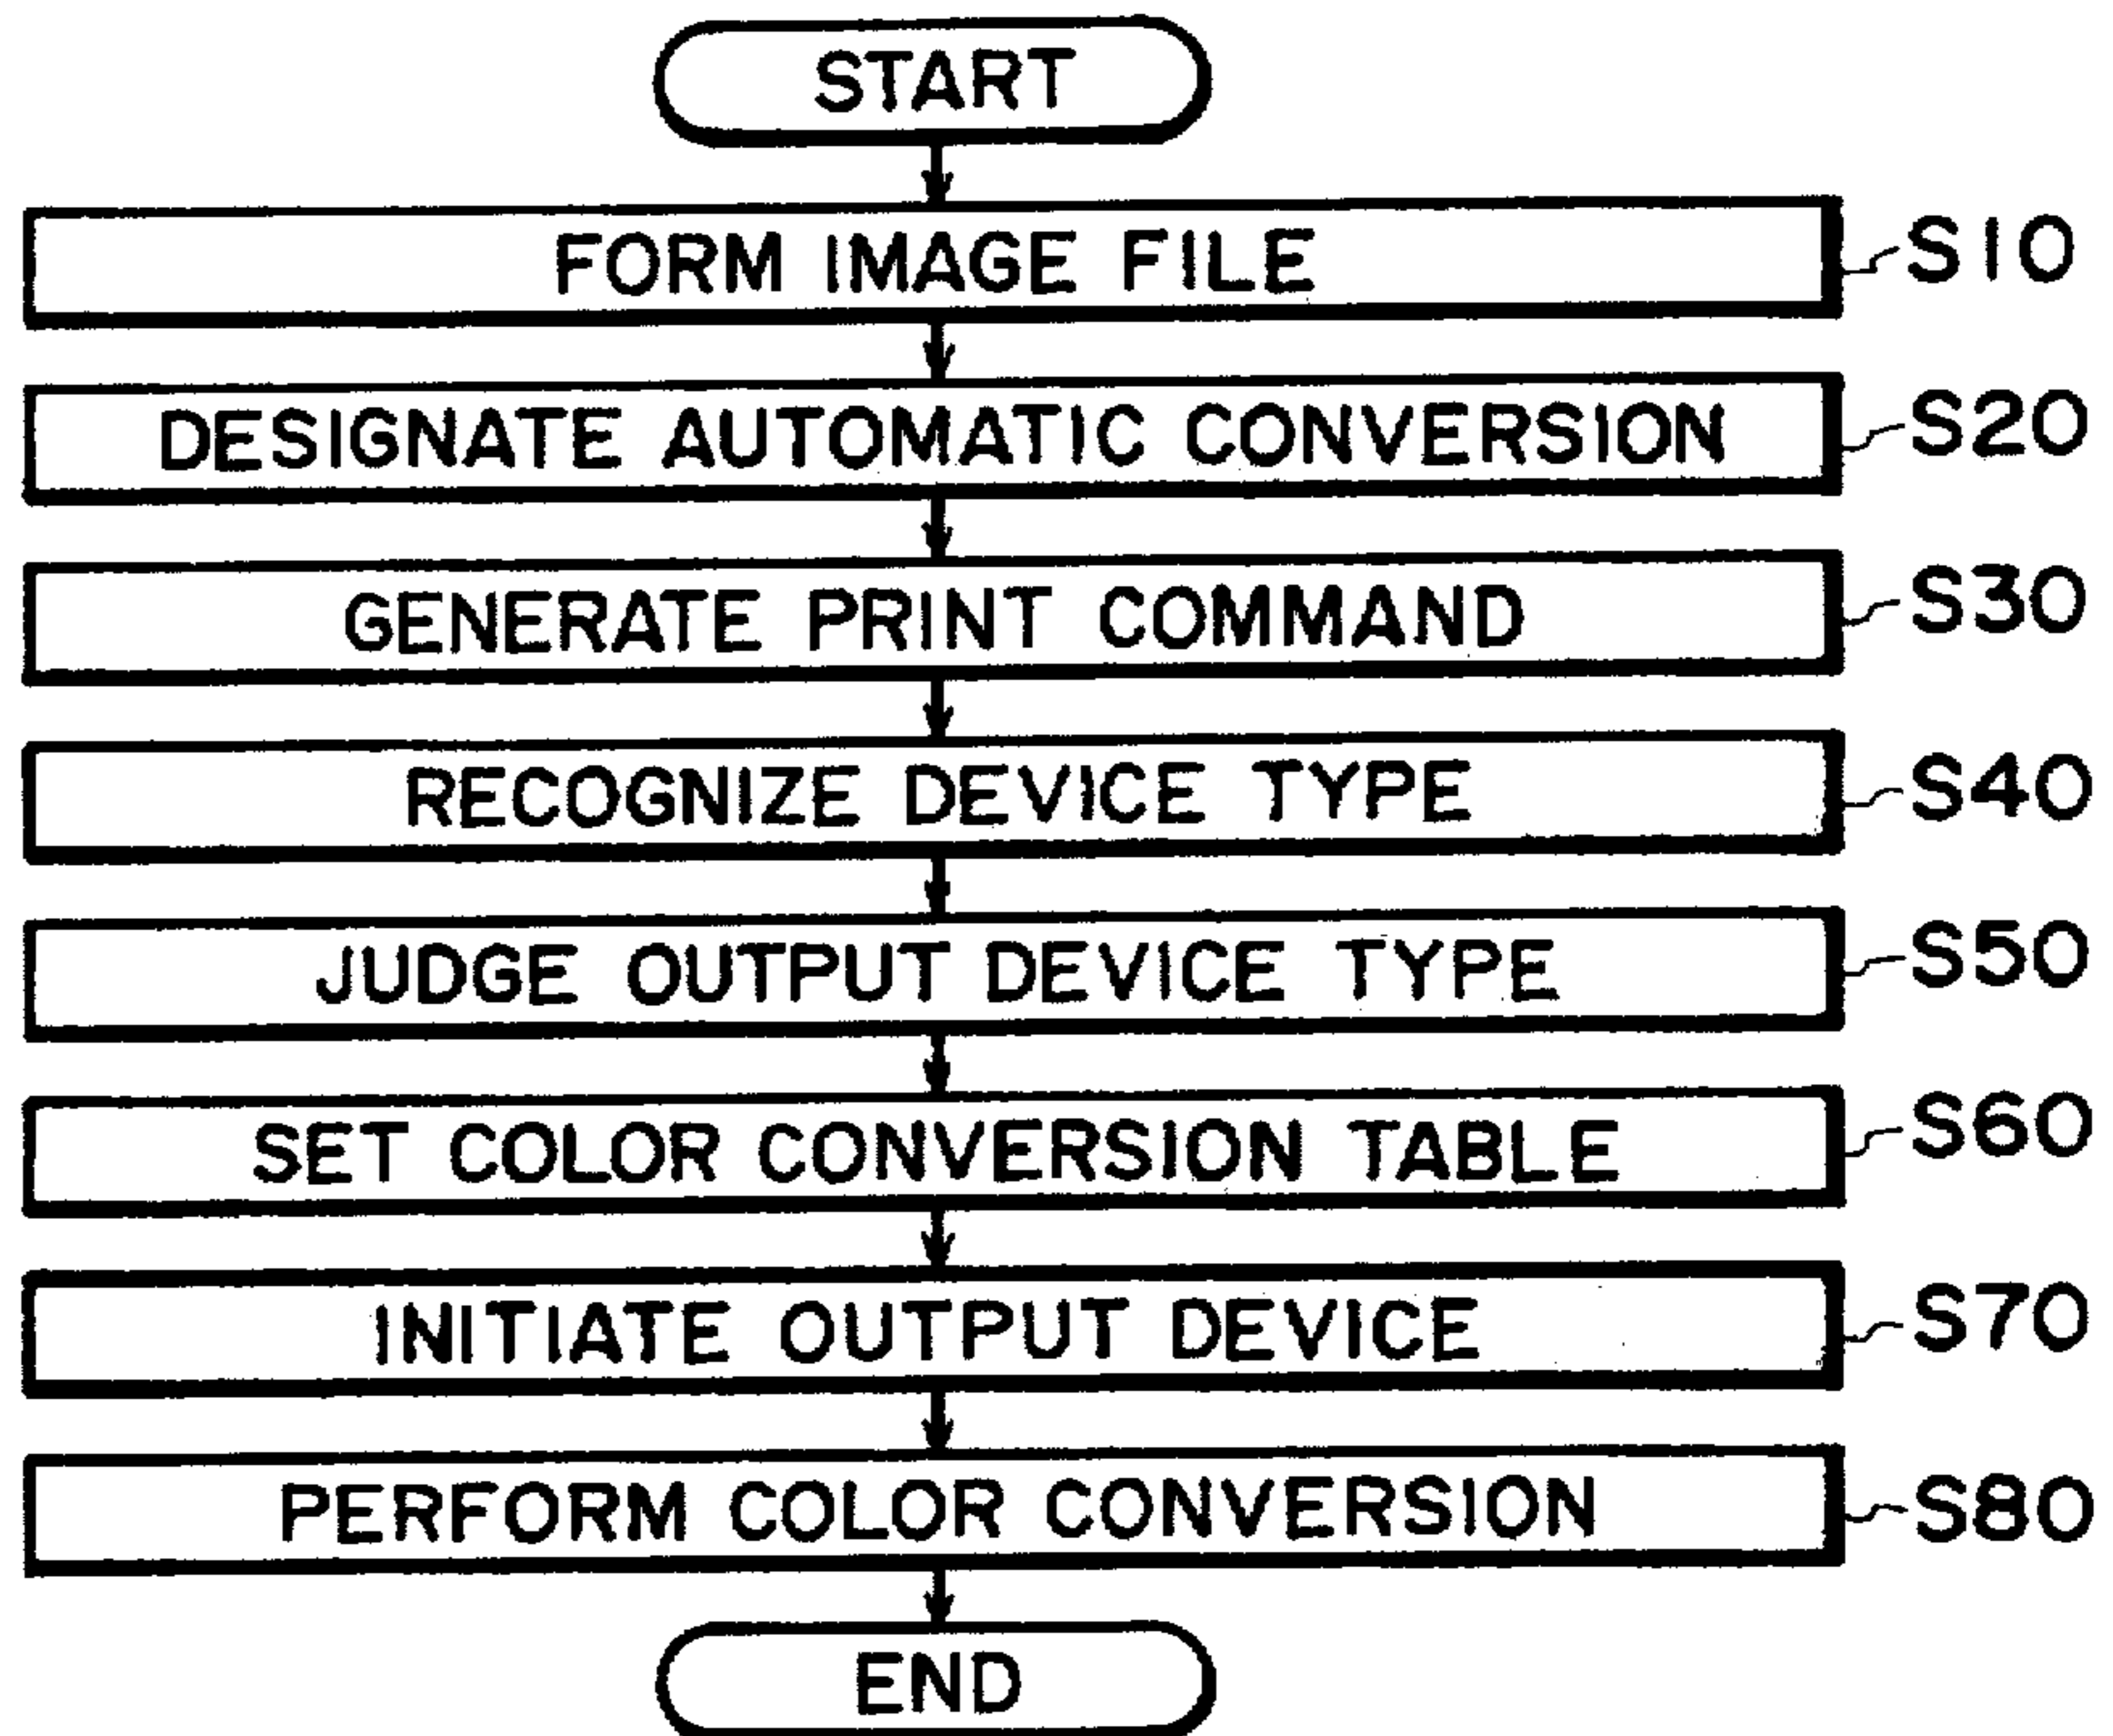 START
FORM IMAGE FILE S10
DESIGNATE AUTOMATIC CONVERSION S20
GENERATE PRINT COMMAND S30
RECOGNIZE DEVICE TYPE S40
JUDGE OUTPUT DEVICE TYPE S50
SET COLOR CONVERSION TABLE S60
INITIATE OUTPUT DEVICE S70
PERFORM COLOR CONVERSION S80
END